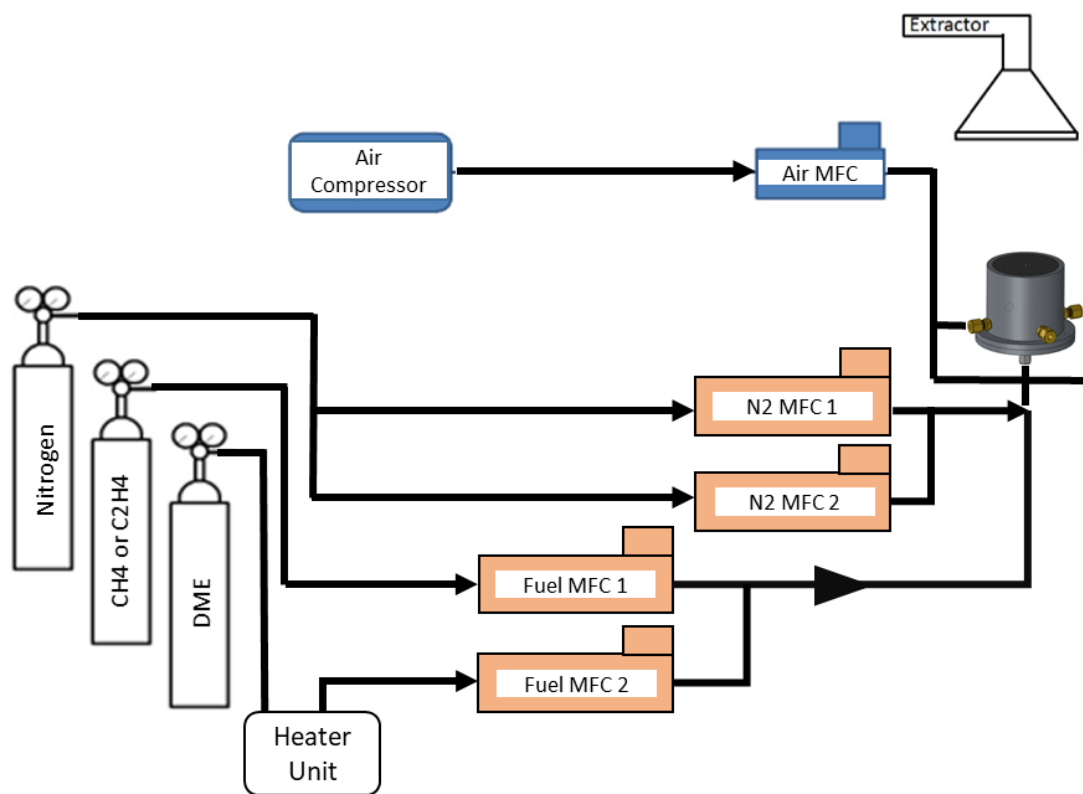 Extractor
Air
Compressor
Air MFC
Nitrogen
CH4 or C2H4
DME
N2 MFC 1
N2 MFC 2
Fuel MFC 1
Fuel MFC 2
Heater
Unit